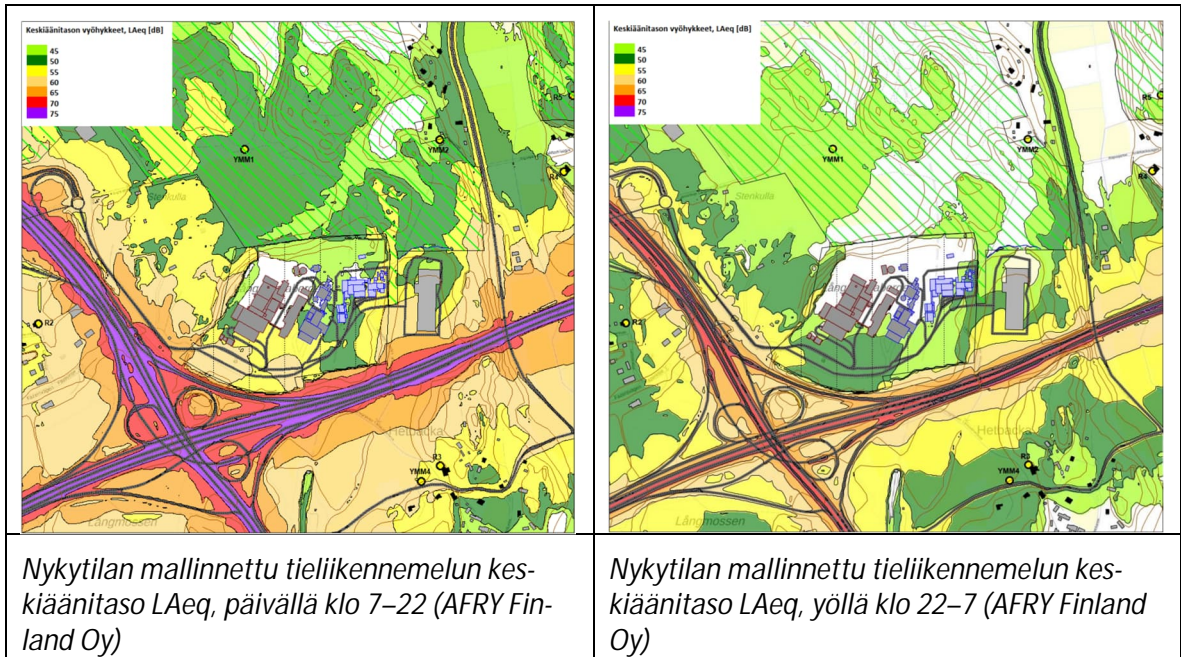 Keskiäänitason vyöhykkeet, LAeq [dB]
45
50
55
60
65
70
75
YMM1
YMM2
R5
R4
Stenkulla
R2
Hetbacka
R3
YMM4
Långmossen
Keskiäänitason vyöhykkeet, LAeq [dB]
45
50
55
60
65
70
75
YMM1
YMM2
R5
R4
Stenkulla
R2
Hetbacka
R3
YMM4
Långmossen
Nykytilan mallinnettu tieliikennemelun kes-
kiäänitaso LAeq, päivällä klo 7–22 (AFRY Fin-
land Oy)
Nykytilan mallinnettu tieliikennemelun kes-
kiäänitaso LAeq, yöllä klo 22–7 (AFRY Finland
Oy)